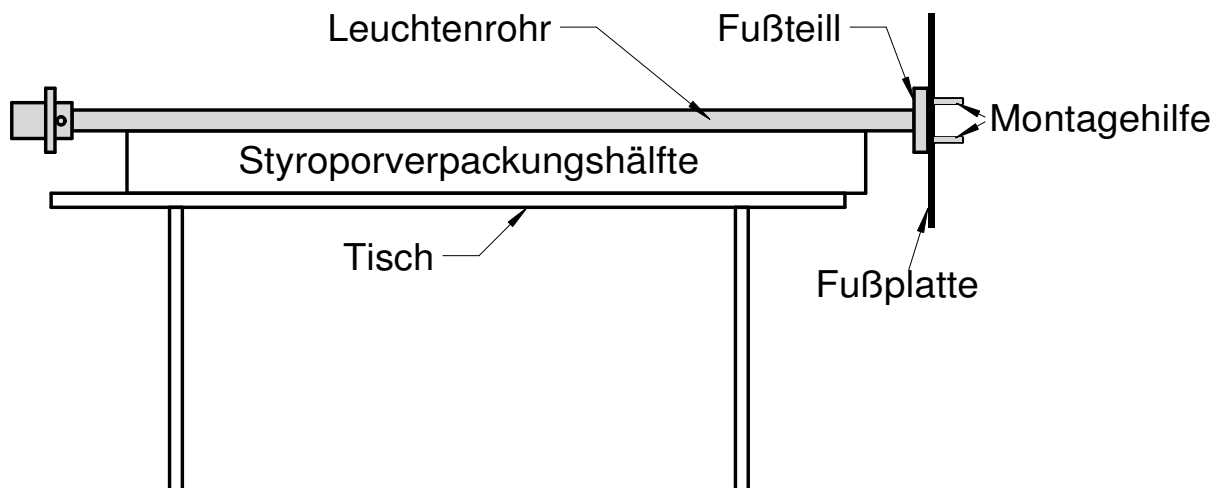 Leuchtenrohr
Fußteill
Montagehilfe
Styroporverpackungshälfte
Tisch
Fußplatte